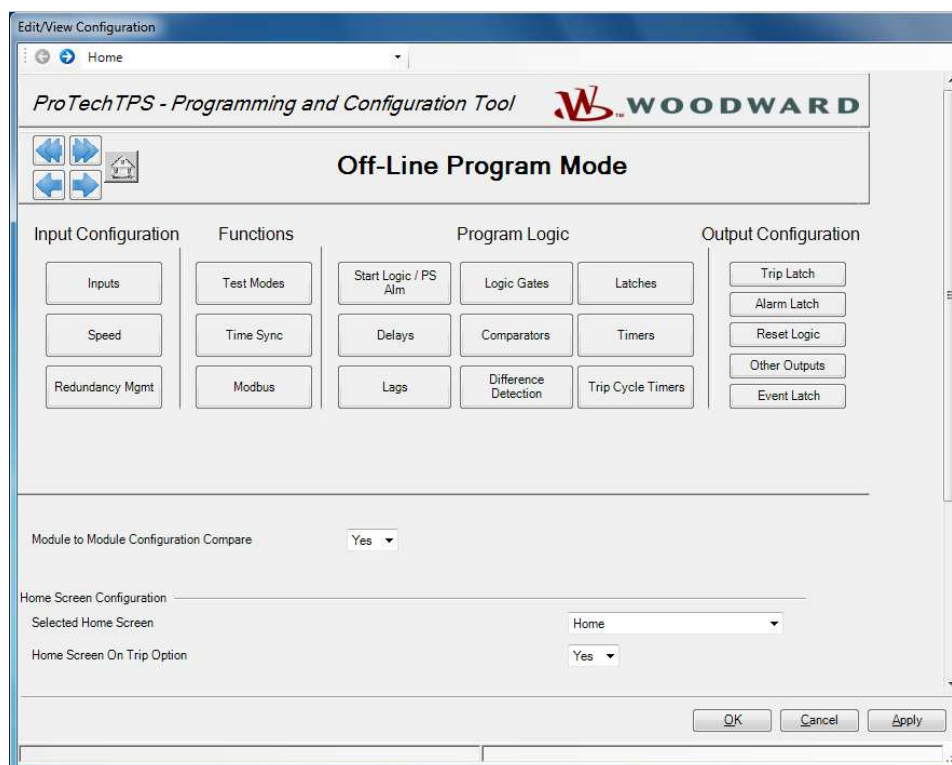 Edit/View Configuration
Home
ProTechTPS - Programming and Configuration Tool
WOODWARD
Off-Line Program Mode
Input Configuration Functions Program Logic Output Configuration
Inputs Test Modes Start Logic / PS Alm Logic Gates Latches Trip Latch
Alarm Latch
Speed Time Sync Delays Comparators Timers Reset Logic
Other Outputs
Redundancy Mgmt Modbus Lags Difference Detection Trip Cycle Timers Event Latch
Module to Module Configuration Compare Yes
Home Screen Configuration
Selected Home Screen Home
Home Screen On Trip Option Yes
OK Cancel Apply